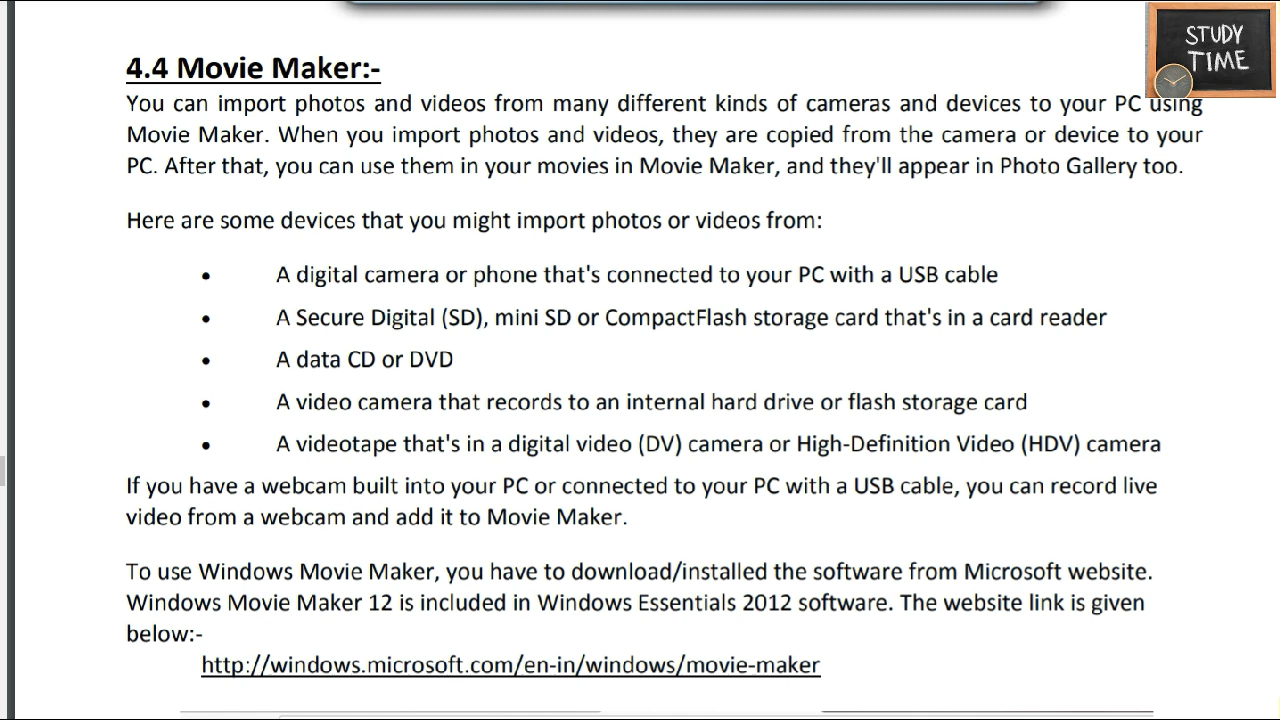 STUDY
TIME
4.4 Movie Maker:-
You can import photos and videos from many different kinds of cameras and devices to your PC using
Movie Maker. When you import photos and videos, they are copied from the camera or device to your
PC. After that, you can use them in your movies in Movie Maker, and they'll appear in Photo Gallery too.
Here are some devices that you might import photos or videos from:
• A digital camera or phone that's connected to your PC with a USB cable
• A Secure Digital (SD), mini SD or CompactFlash storage card that's in a card reader
• A data CD or DVD
• A video camera that records to an internal hard drive or flash storage card
• A videotape that's in a digital video (DV) camera or High-Definition Video (HDV) camera
If you have a webcam built into your PC or connected to your PC with a USB cable, you can record live
video from a webcam and add it to Movie Maker.
To use Windows Movie Maker, you have to download/installed the software from Microsoft website.
Windows Movie Maker 12 is included in Windows Essentials 2012 software. The website link is given
below:-
http://windows.microsoft.com/en-in/windows/movie-maker